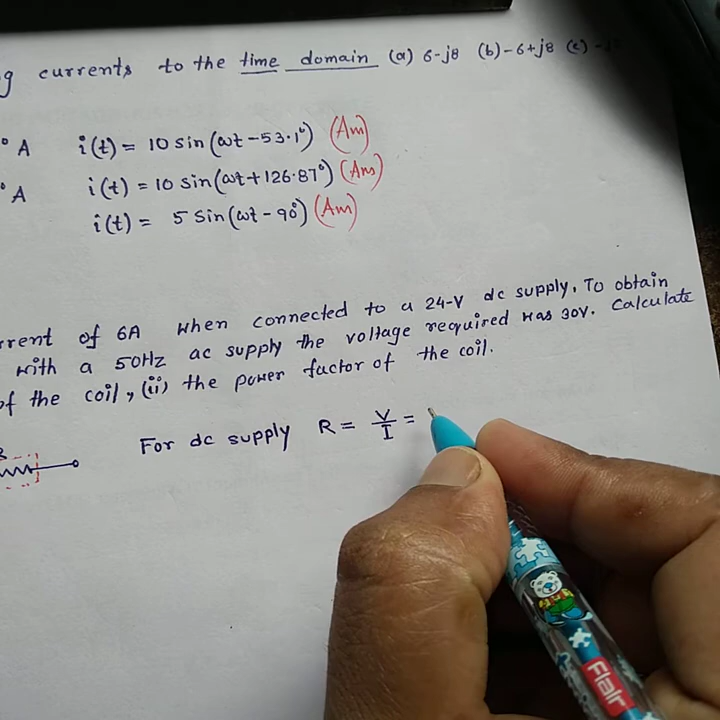 g currents to the time domain (a) 6-j8 (b) -6+j8 (c)
° A i(t) = 10 sin(ωt-53.1°) (Am)
° A i(t) = 10 sin(ωt+126.87°) (Am)
i(t) = 5 sin(ωt-90°) (Am)
rrent of 6A when connected to a 24-V dc supply. To obtain
with a 50Hz ac supply the voltage required was 30V. Calculate
of the coil, (ii) the power factor of the coil.
For dc supply R = V/I =
R
Flair